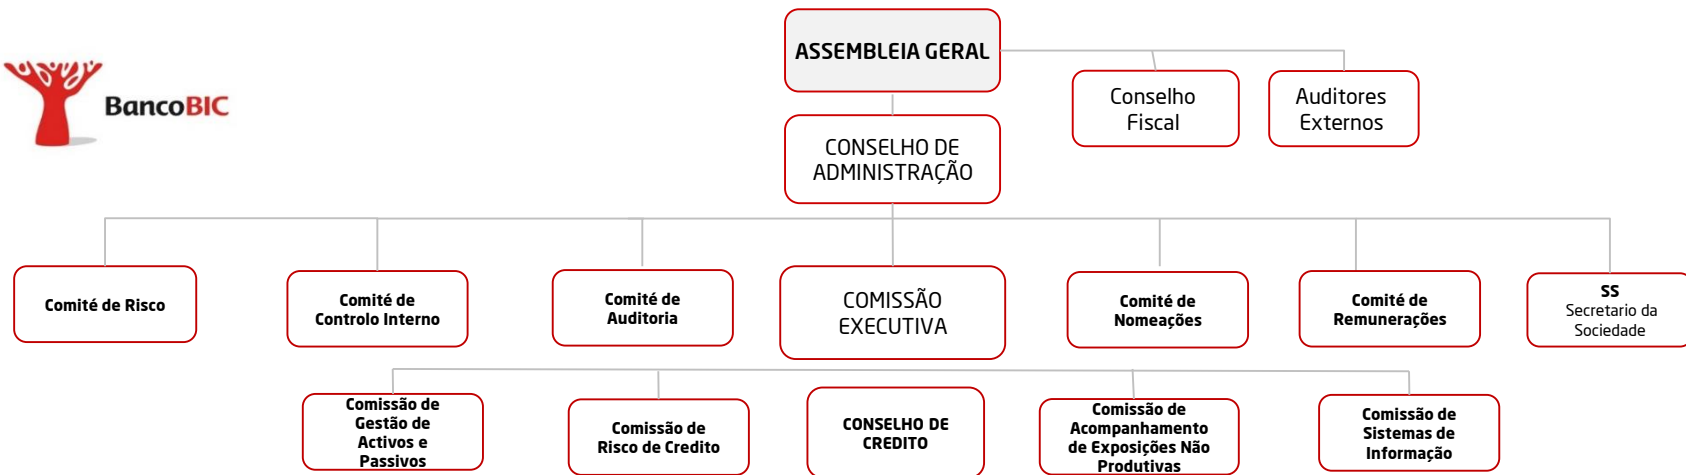 ASSEMBLEIA GERAL
BancoBIC
Conselho
Fiscal
Auditores
Externos
CONSELHO DE
ADMINISTRAÇÃO
Comité de Risco
Comité de
Controlo Interno
Comité de
Auditoria
COMISSÃO
EXECUTIVA
Comité de
Nomeações
Comité de
Remunerações
SS
Secretario da
Sociedade
Comissão de
Gestão de
Activos e
Passivos
Comissão de
Risco de Credito
CONSELHO DE
CREDITO
Comissão de
Acompanhamento
de Exposições Não
Produtivas
Comissão de
Sistemas de
Informação